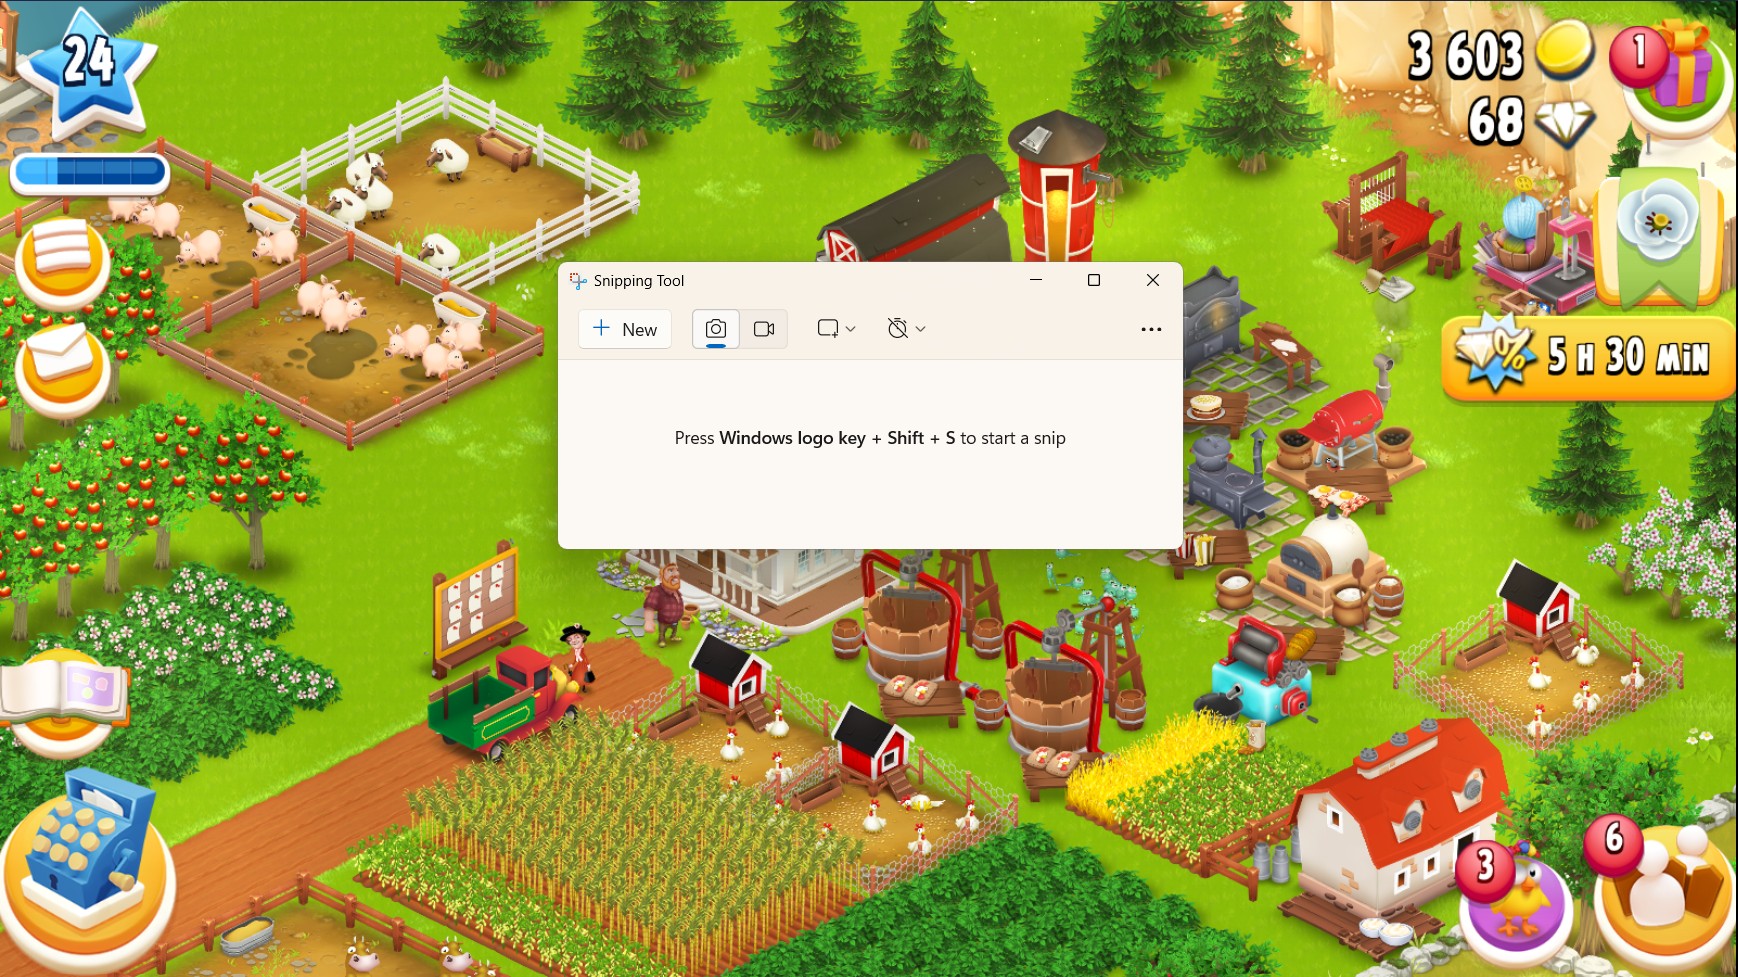 24
3 603
1
68
Snipping Tool
New
5 H 30 MIN
%
Press Windows logo key + Shift + S to start a snip
6
3